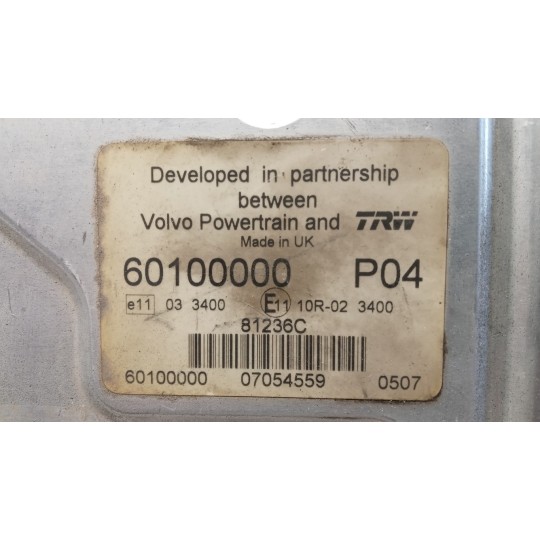 Developed in partnership
between
Volvo Powertrain and TRW
Made in UK
60100000 P04
e11 03 3400 E11 10R-02 3400
81236C
60100000 07054559 0507